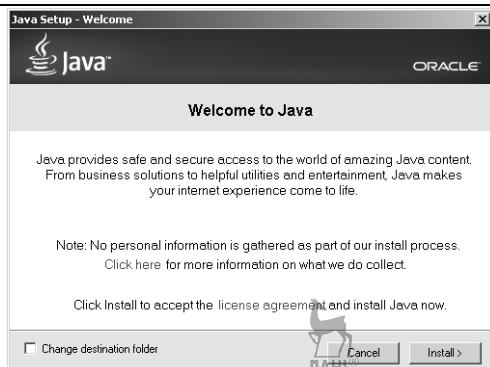 Java Setup - Welcome
Java™
ORACLE
Welcome to Java
Java provides safe and secure access to the world of amazing Java content.
From business solutions to helpful utilities and entertainment, Java makes
your internet experience come to life.
Note: No personal information is gathered as part of our install process.
Click here for more information on what we do collect.
Click Install to accept the license agreement and install Java now.
Change destination folder
Cancel
Install >